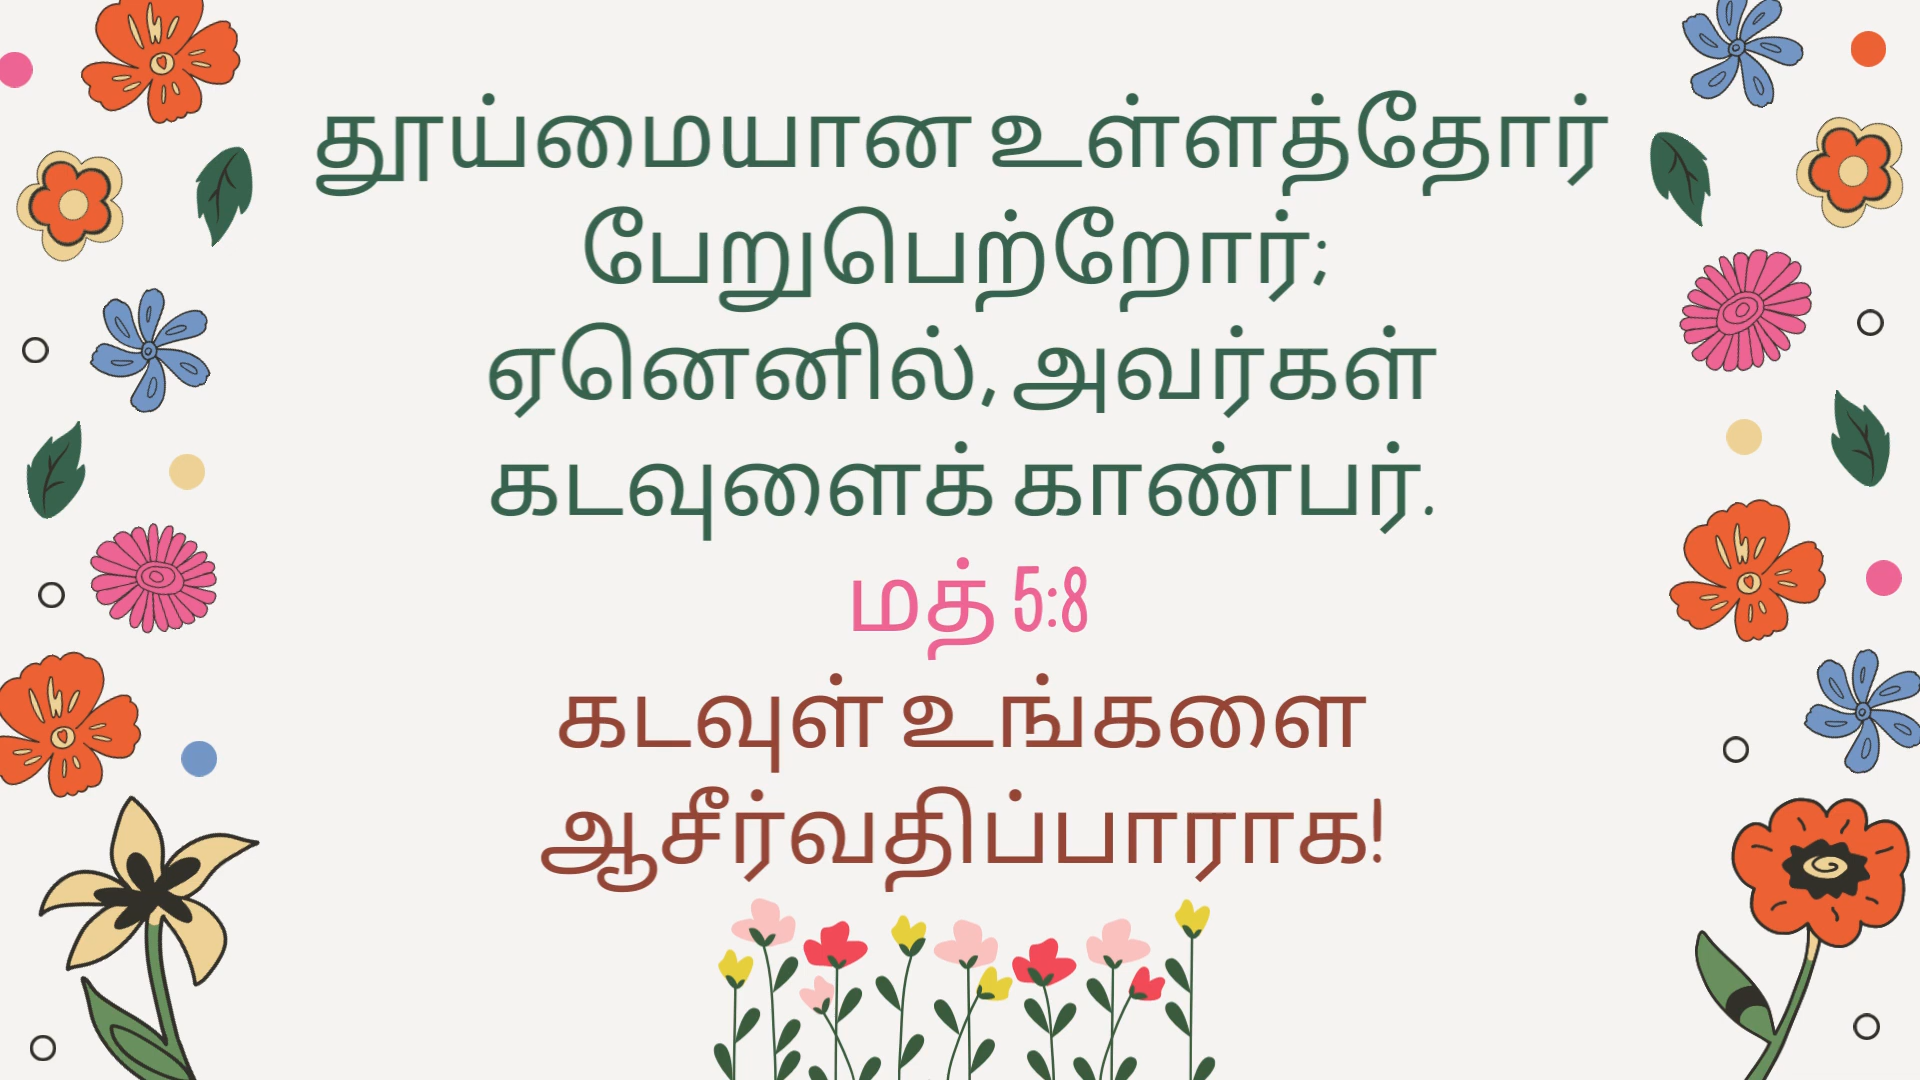 தூய்மையான உள்ளத்தோர்
பேறுபெற்றோர்;
ஏனெனில், அவர்கள்
கடவுளைக் காண்பர்.
மத் 5:8
கடவுள் உங்களை
ஆசீர்வதிப்பாராக!